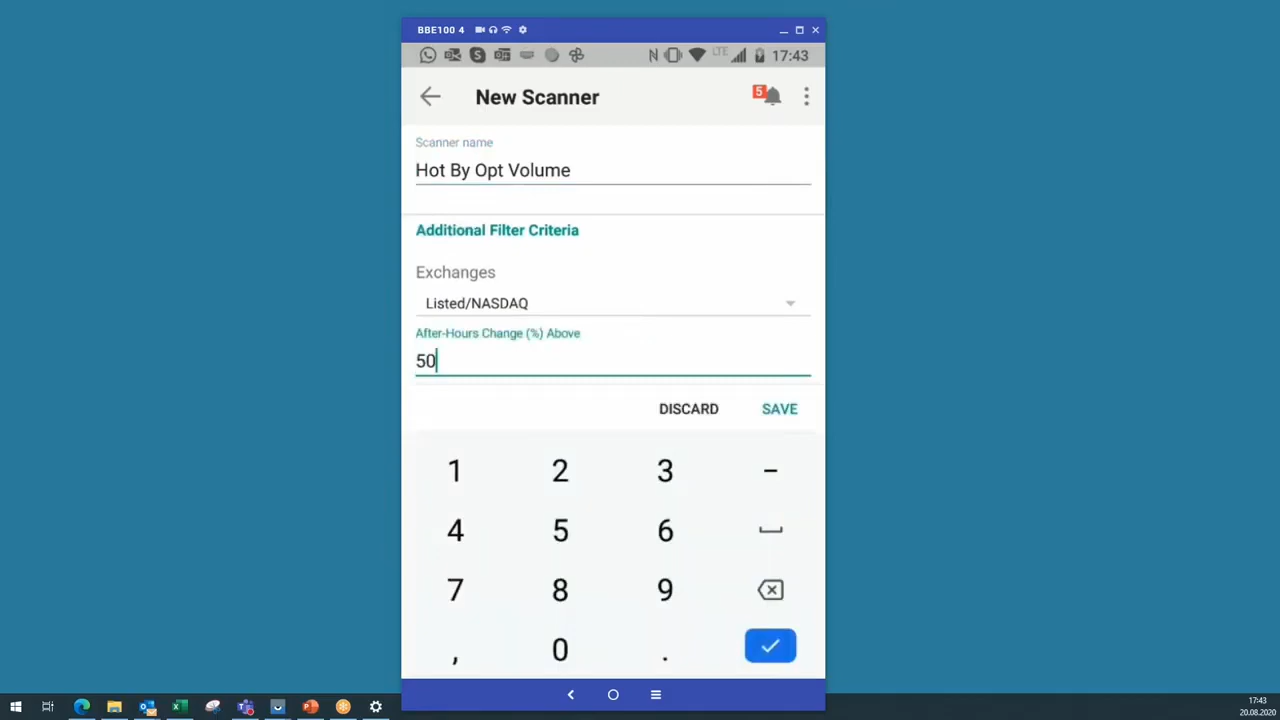 BBE100 4
LTE 17:43
New Scanner
5
Scanner name
Hot By Opt Volume
Additional Filter Criteria
Exchanges
Listed/NASDAQ
After-Hours Change (%) Above
50
DISCARD SAVE
1 2 3 -
4 5 6
7 8 9
, 0 .
17:43
20.08.2020